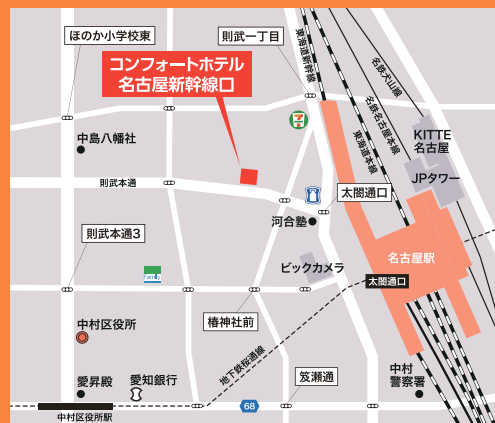 ほのか小学校東
則武一丁目
東海道新幹線
コンフォートホテル
名古屋新幹線口
名鉄犬山線
名鉄名古屋本線
東海道本線
KITTE
名古屋
中島八幡社
7
JPタワー
則武本通
太閤通口
河合塾
則武本通3
名古屋駅
ビックカメラ
Family
太閤通口
椿神社前
中村区役所
地下鉄桜通線
笈瀬通
中村
警察署
愛昇殿
愛知銀行
68
中村区役所駅